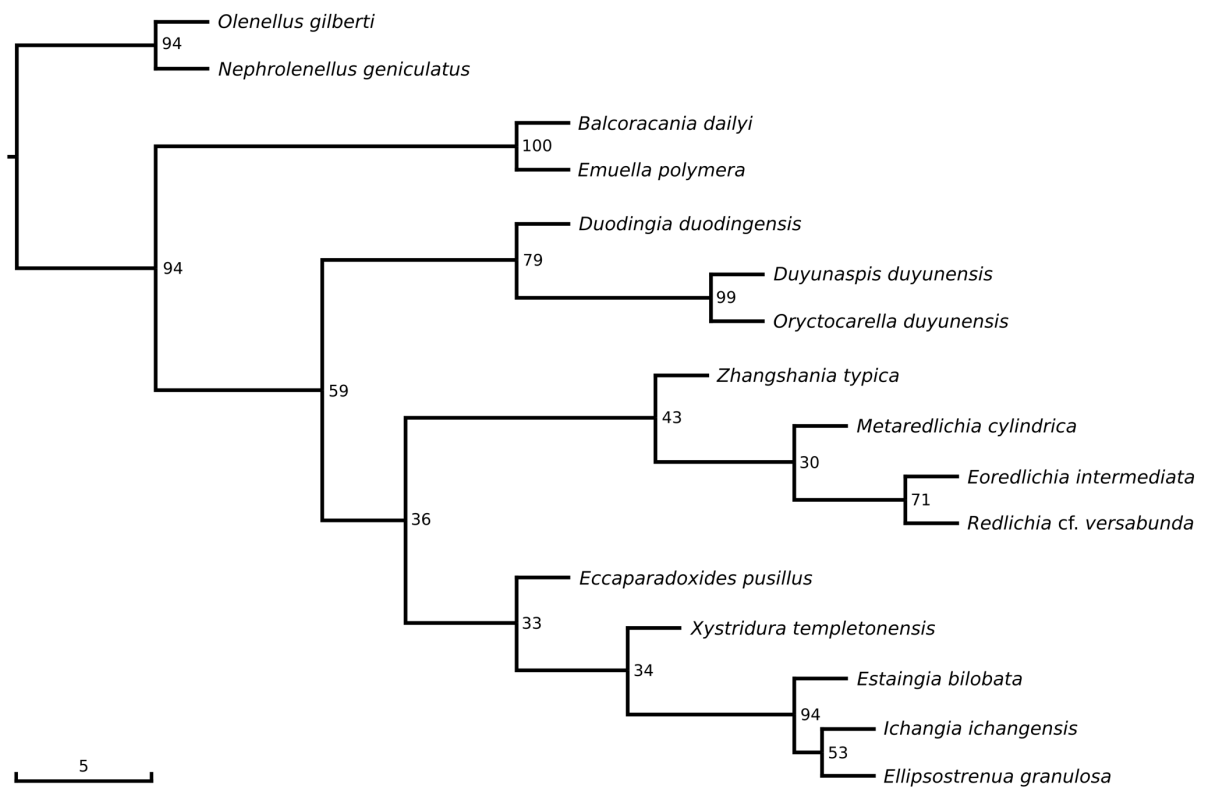 Olenellus gilberti
94
Nephrolenellus geniculatus
Balcoracania dailyi
100
Emuella polymera
Duodingia duodingensis
79
94
Duyunaspis duyunensis
99
Oryctocarella duyunensis
Zhangshania typica
59
43
Metaredlichia cylindrica
30
Eoredlichia intermediata
71
36
Redlichia cf. versabunda
Eccaparadoxides pusillus
33
Xystridura templetonensis
34
Estaingia bilobata
94
Ichangia ichangensis
53
5
Ellipsostrenua granulosa